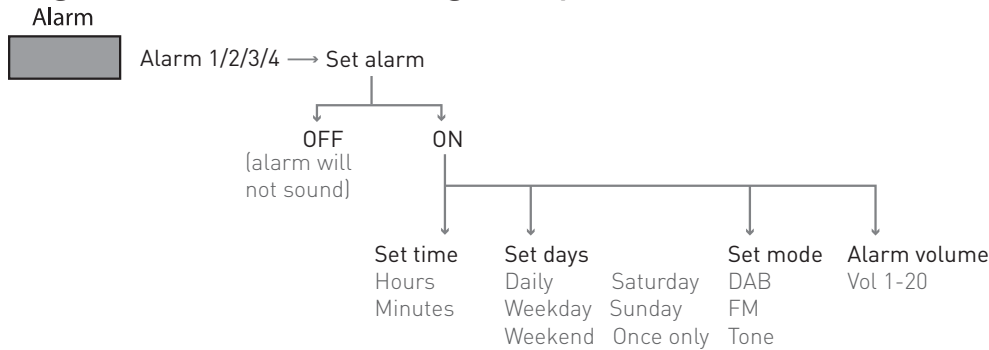 Alarm
Alarm 1/2/3/4 → Set alarm
OFF
(alarm will
not sound)
ON
Set time
Hours
Minutes
Set days
Daily Saturday
Weekday Sunday
Weekend Once only
Set mode
DAB
FM
Tone
Alarm volume
Vol 1-20